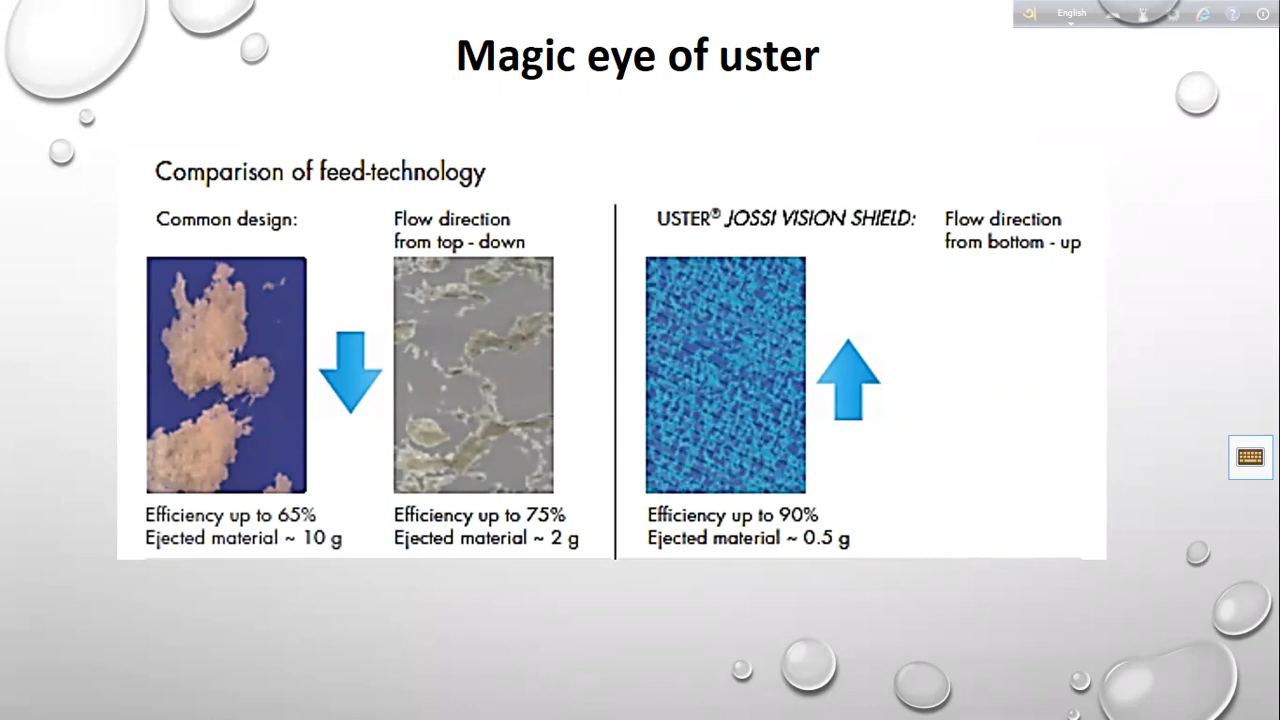 English
Magic eye of uster
Comparison of feed-technology
Common design:
Flow direction
from top - down
USTER® JOSSI VISION SHIELD:
Flow direction
from bottom - up
Efficiency up to 65%
Ejected material ~ 10 g
Efficiency up to 75%
Ejected material ~ 2 g
Efficiency up to 90%
Ejected material ~ 0.5 g